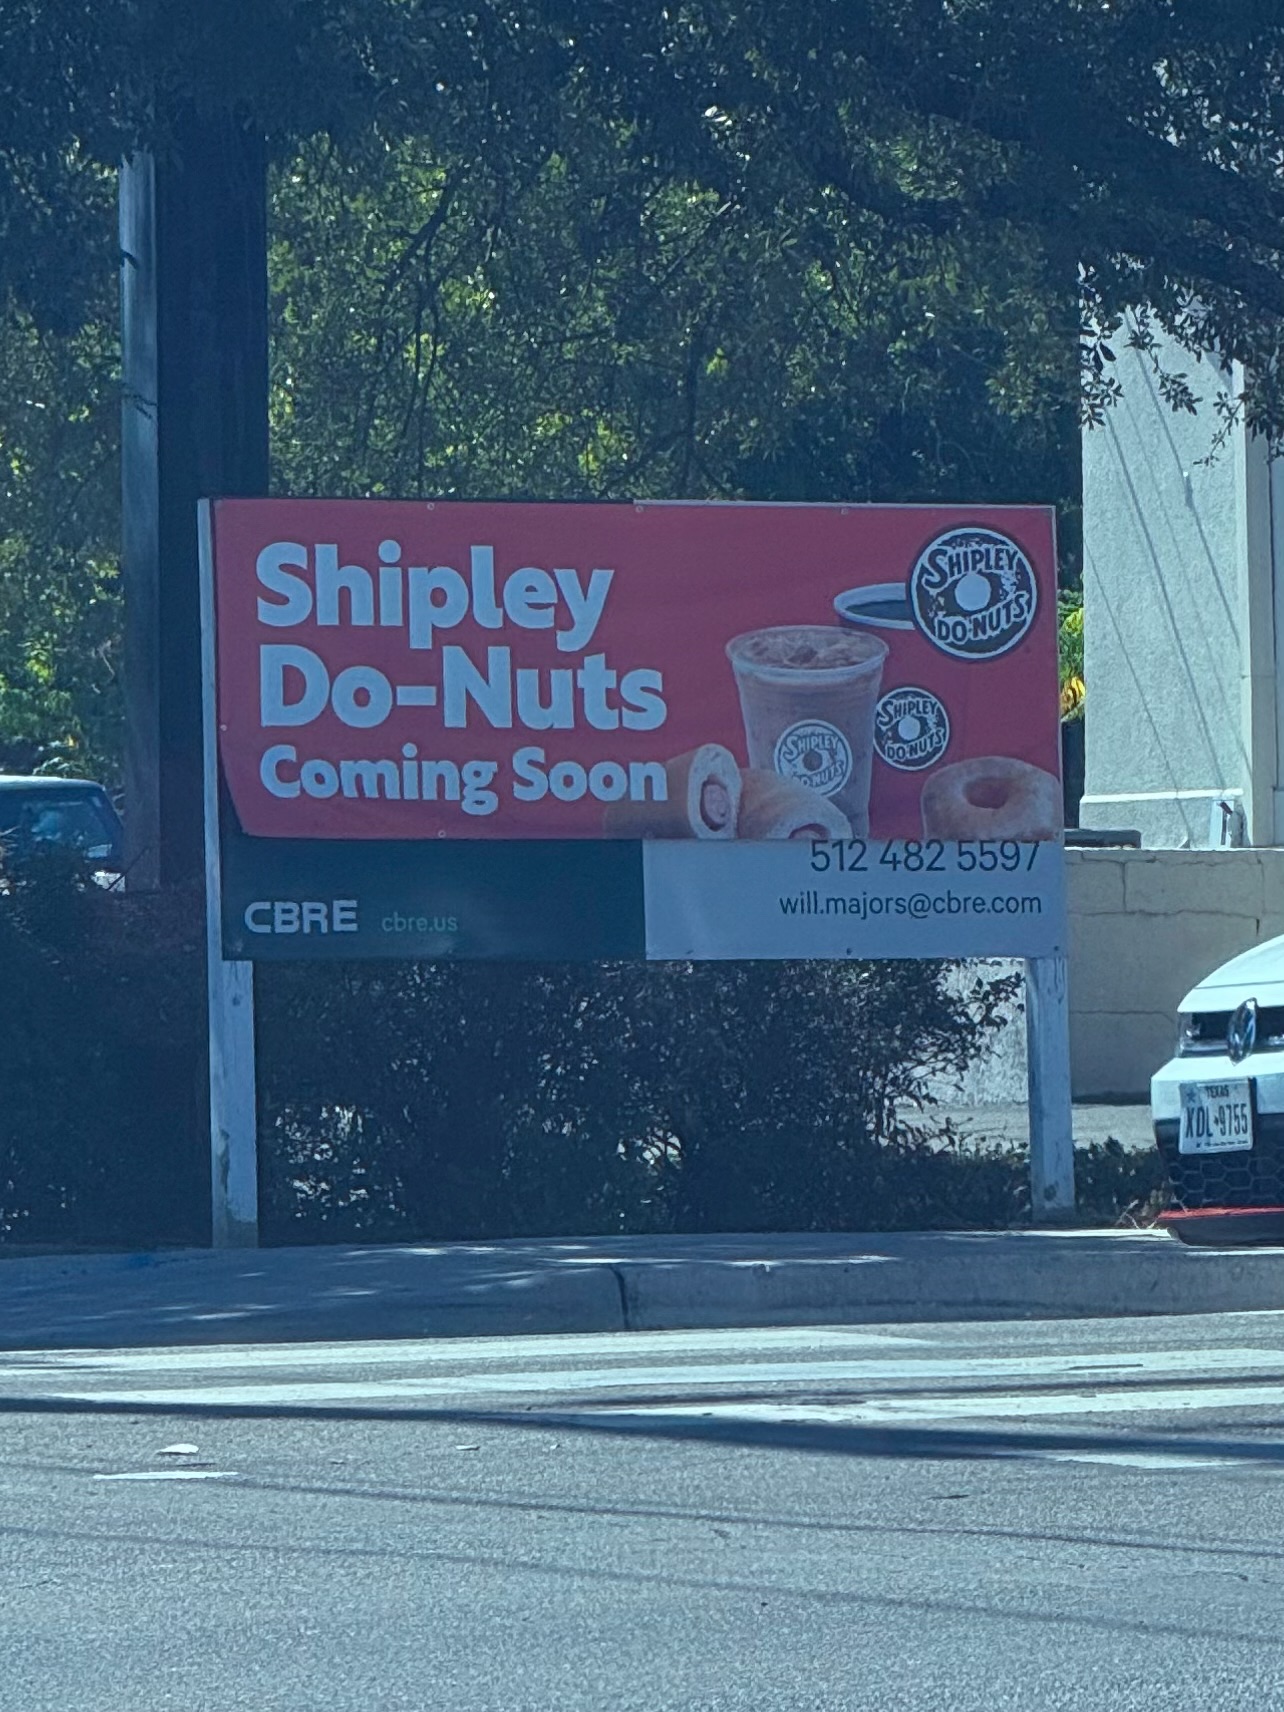 Shipley
Do-Nuts
Coming Soon
SHIPLEY
DO-NUTS
SHIPLEY
DO-NUTS
SHIPLEY
DO-NUTS
512 482 5597
will.majors@cbre.com
CBRE cbre.us
TEXAS
XDL 9755